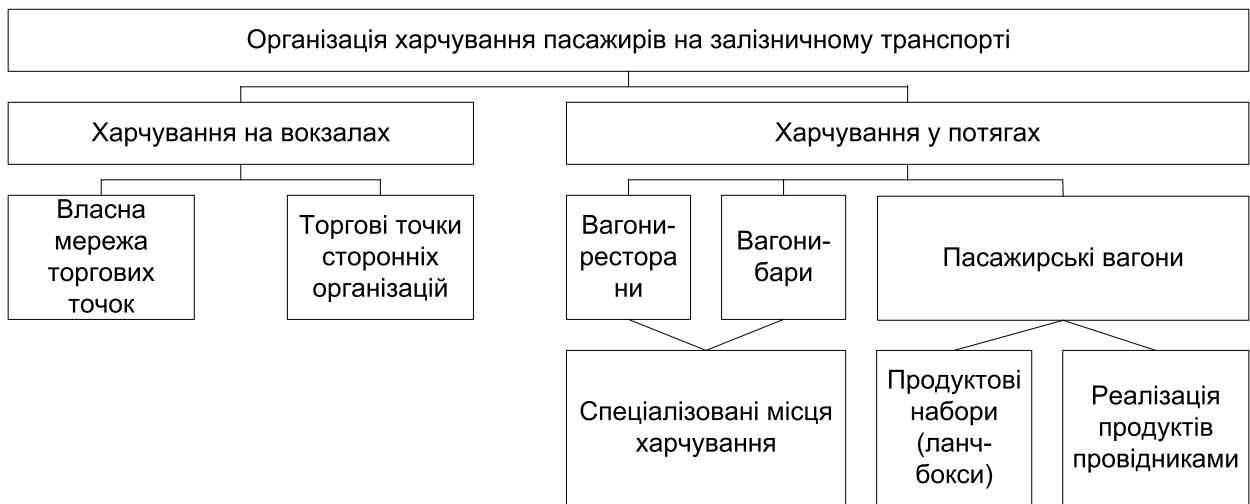 Організація харчування пасажирів на залізничному транспорті
Харчування на вокзалах
Харчування у потягах
Власна
мережа
торгових
точок
Торгові точки
сторонніх
організацій
Вагони-
рестора
ни
Вагони-
бари
Пасажирські вагони
Спеціалізовані місця
харчування
Продуктові
набори
(ланч-
бокси)
Реалізація
продуктів
провідниками